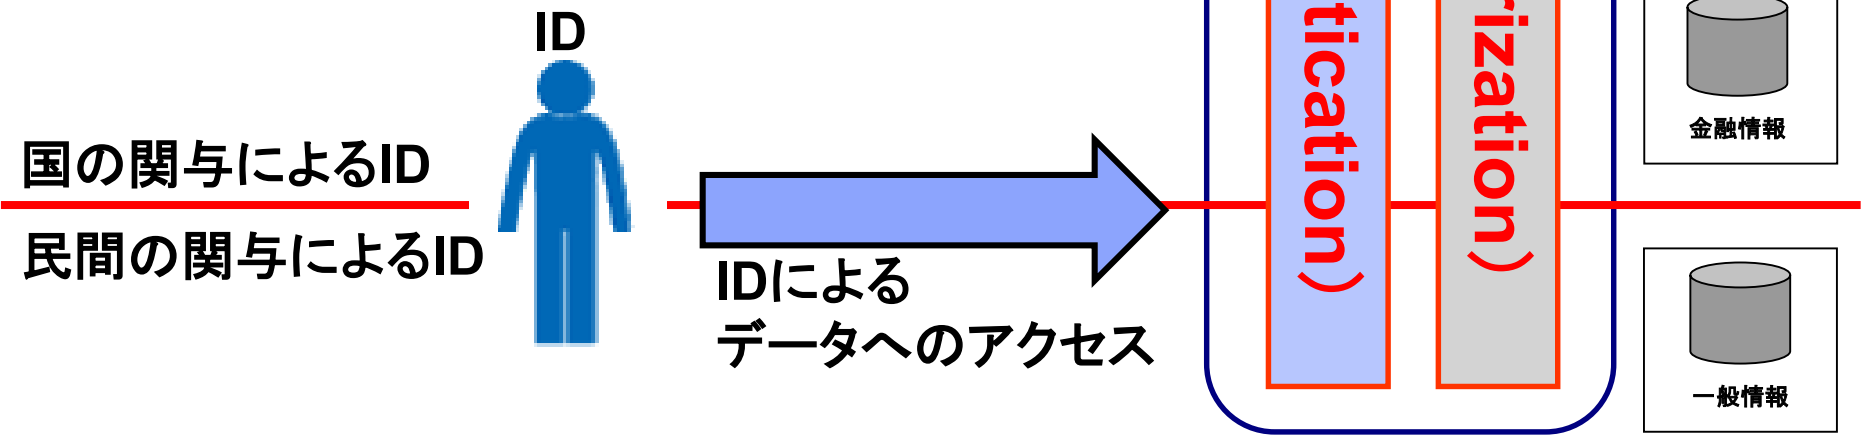 ID
国の関与によるID
民間の関与によるID
IDによる
データへのアクセス
tication）
rization）
金融情報
一般情報